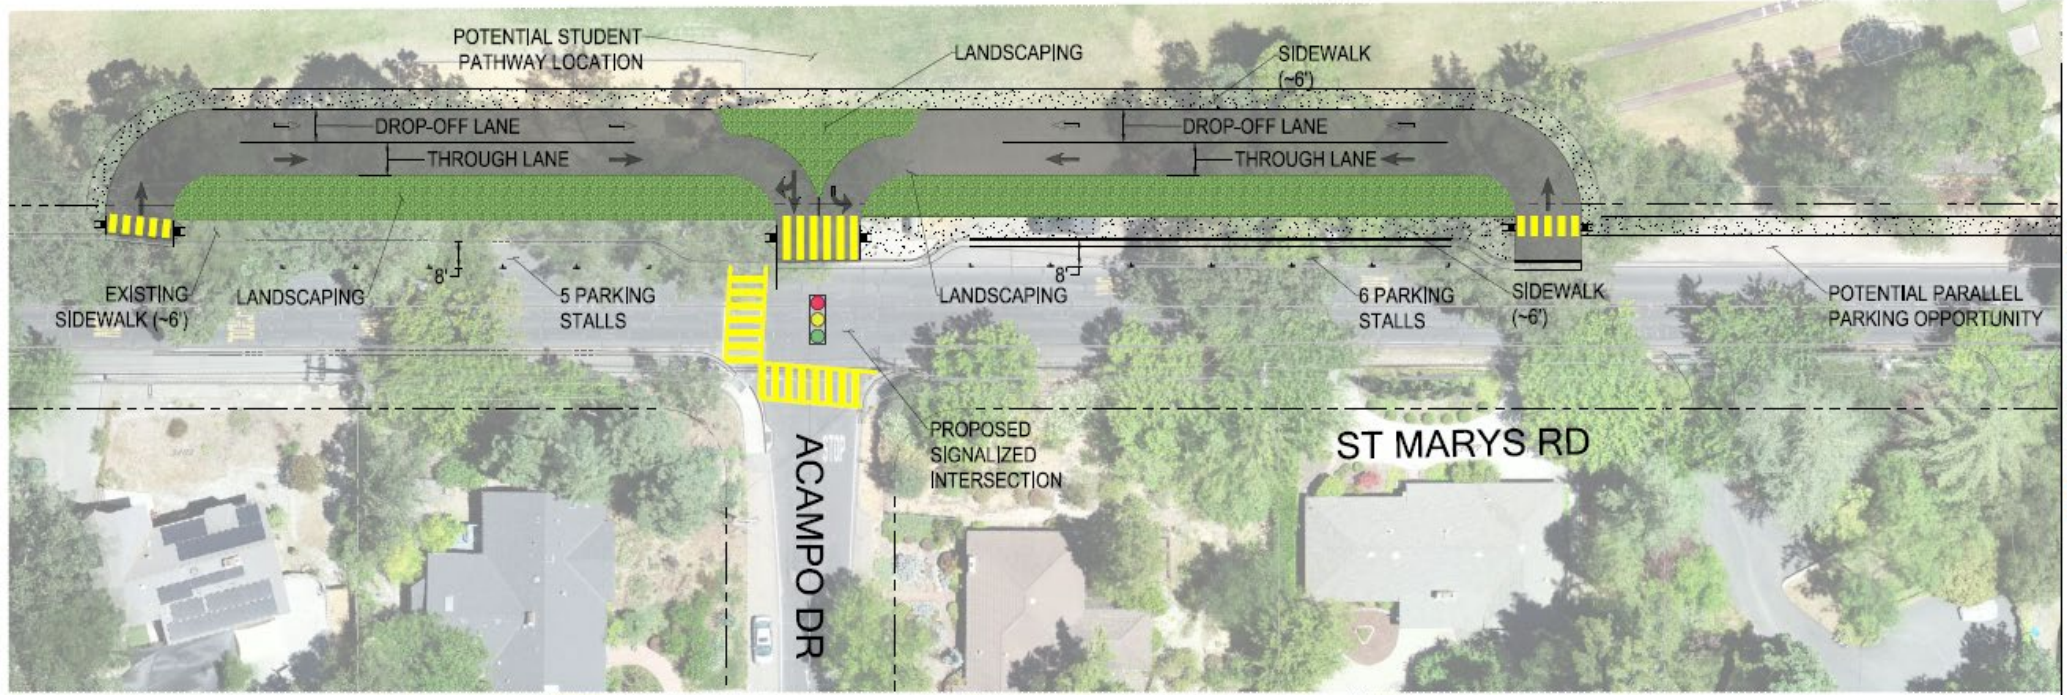 POTENTIAL STUDENT
PATHWAY LOCATION
LANDSCAPING
SIDEWALK
(~6')
DROP-OFF LANE
DROP-OFF LANE
THROUGH LANE
THROUGH LANE
8'
8'
EXISTING
SIDEWALK (~6')
LANDSCAPING
5 PARKING
STALLS
LANDSCAPING
6 PARKING
STALLS
SIDEWALK
(~6')
POTENTIAL PARALLEL
PARKING OPPORTUNITY
PROPOSED
SIGNALIZED
INTERSECTION
STOP
ST MARYS RD
ACAMPO DR